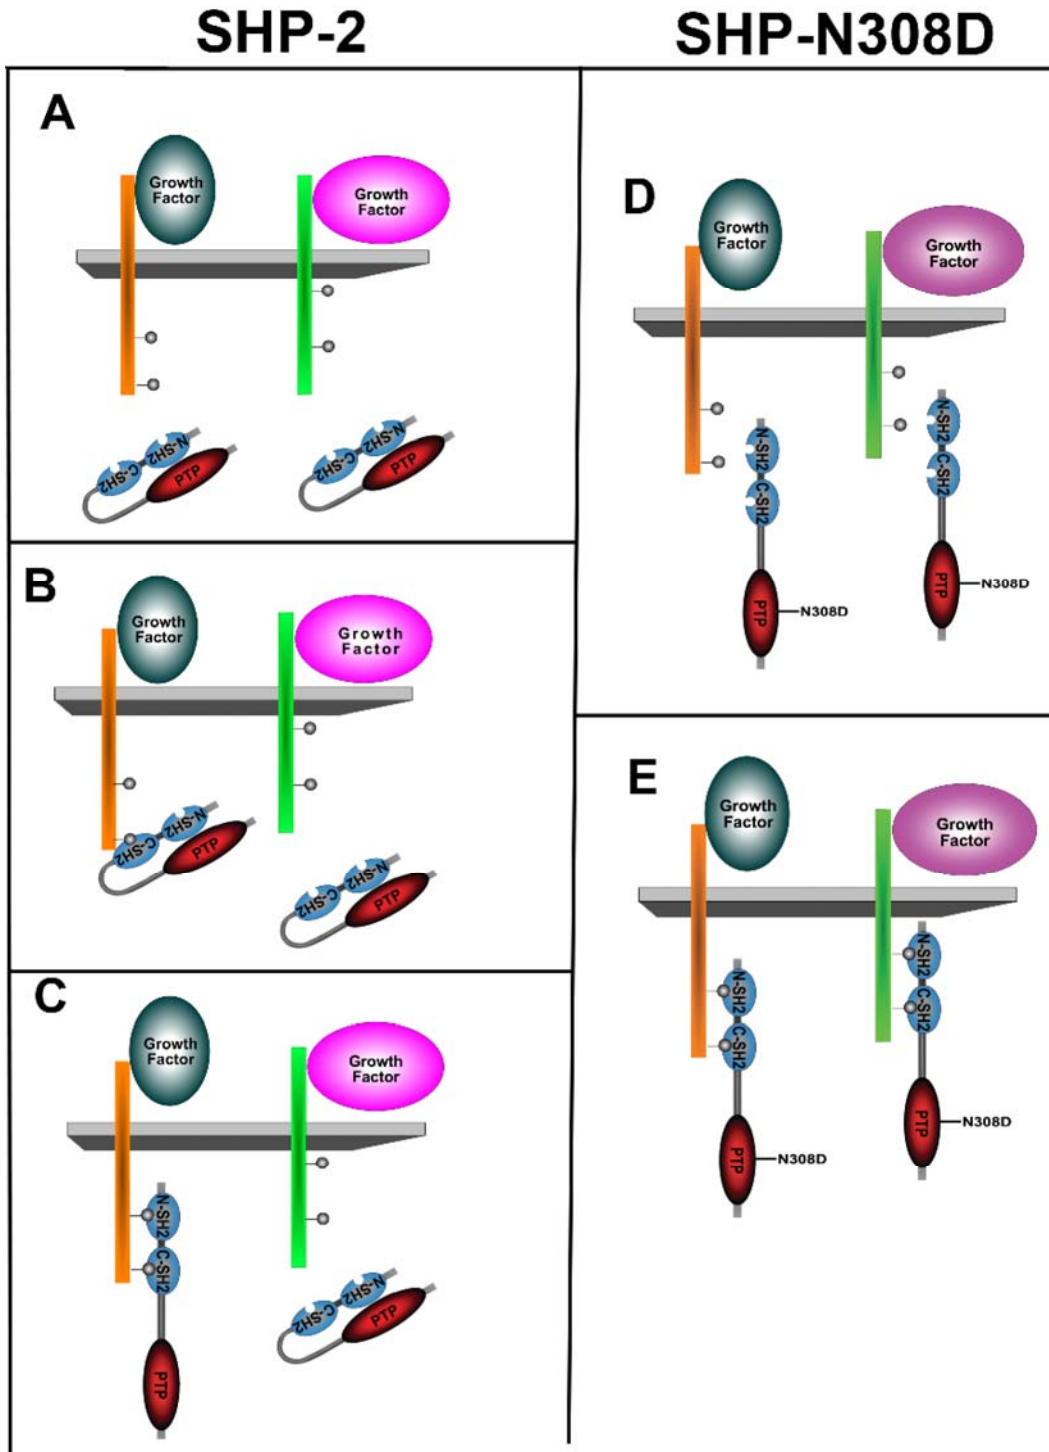 SHP-2
SHP-N308D
A
Growth
Factor
Growth
Factor
N-SH2
C-SH2
PTP
N-SH2
C-SH2
PTP
B
Growth
Factor
Growth
Factor
N-SH2
C-SH2
PTP
N-SH2
C-SH2
PTP
C
Growth
Factor
Growth
Factor
N-SH2
C-SH2
PTP
N-SH2
C-SH2
PTP
D
Growth
Factor
Growth
Factor
N-SH2
C-SH2
PTP
N308D
N-SH2
C-SH2
PTP
N308D
E
Growth
Factor
Growth
Factor
N-SH2
C-SH2
PTP
N308D
N-SH2
C-SH2
PTP
N308D